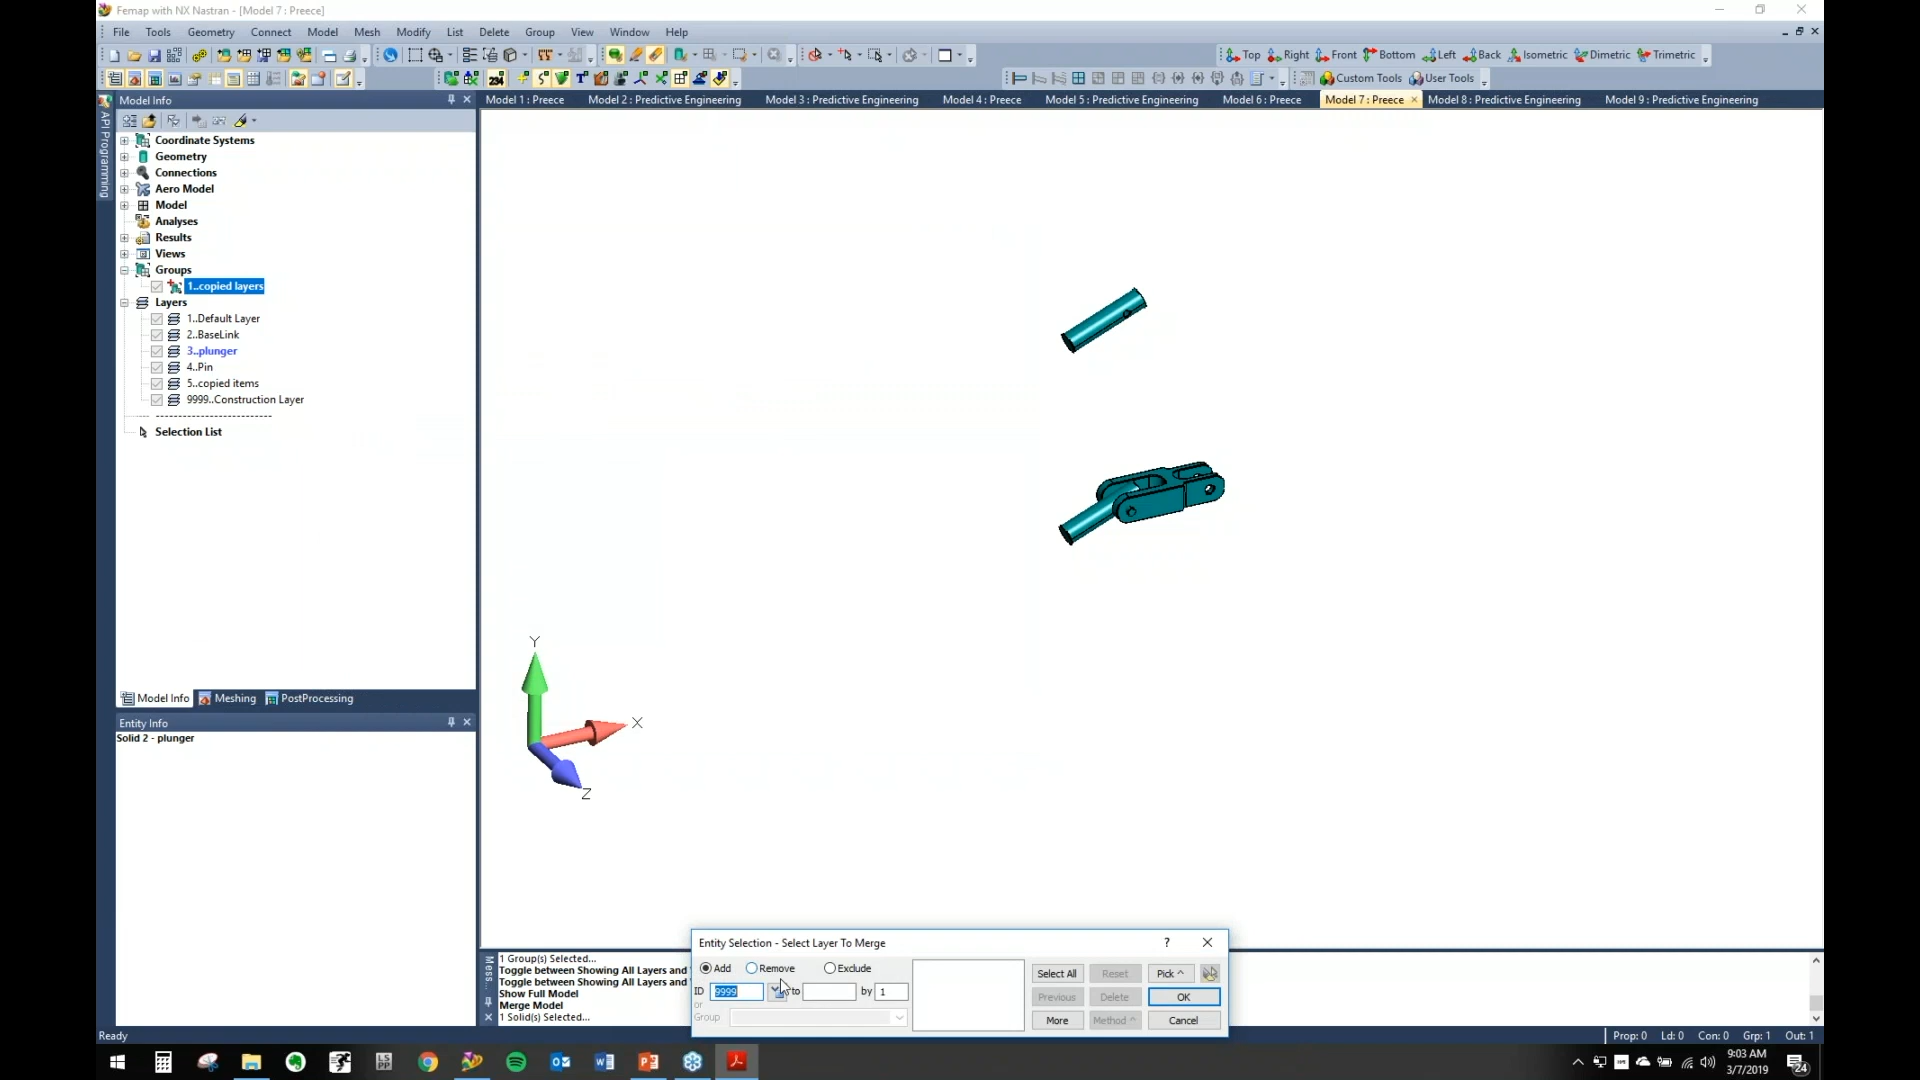 Femap with NX Nastran - [Model 7 : Preece]
File Tools Geometry Connect Model Mesh Modify List Delete Group View Window Help
Top Right Front Bottom Left Back Isometric Dimetric Trimetric
234
Custom Tools User Tools
Model Info
Model 1 : Preece Model 2 : Predictive Engineering Model 3 : Predictive Engineering Model 4 : Preece Model 5 : Predictive Engineering Model 6 : Preece Model 7 : Preece Model 8 : Predictive Engineering Model 9 : Predictive Engineering
API Programming
Coordinate Systems
Geometry
Connections
Aero Model
Model
Analyses
Results
Views
Groups
1..copied layers
Layers
1..Default Layer
2..BaseLink
3..plunger
4..Pin
5..copied items
9999..Construction Layer
Selection List
Y
X
Z
Model Info Meshing PostProcessing
Entity Info
Solid 2 - plunger
Mess...
1 Group(s) Selected...
Toggle between Showing All Layers and
Toggle between Showing All Layers and
Show Full Model
Merge Model
1 Solid(s) Selected...
Entity Selection - Select Layer To Merge
Add Remove Exclude
ID 9999 to by 1
or
Group
Select All Reset Pick ^
Previous Delete OK
More Method ^ Cancel
Ready
Prop: 0 Ld: 0 Con: 0 Grp: 1 Out: 1
LS PP
9:03 AM
3/7/2019
24